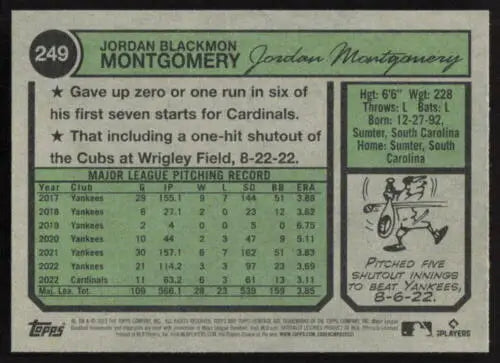 249
JORDAN BLACKMON
MONTGOMERY
Jordan Montgomery
★ Gave up zero or one run in six of
his first seven starts for Cardinals.
★ That including a one-hit shutout of
the Cubs at Wrigley Field, 8-22-22.
Hgt: 6'6" Wgt: 228
Throws: L Bats: L
Born: 12-27-92,
Sumter, South Carolina
Home: Sumter, South
Carolina
MAJOR LEAGUE PITCHING RECORD
YEAR CLUB G IP W L SO BB ERA
2017 Yankees 29 155.1 9 7 144 51 3.88
2018 Yankees 6 27.1 2 0 23 12 3.62
2019 Yankees 2 4 0 0 5 0 6.75
2020 Yankees 10 44 2 3 47 9 5.11
2021 Yankees 30 157.1 6 7 162 51 3.83
2022 Yankees 21 114.2 3 3 97 23 3.69
2022 Cardinals 11 63.2 6 3 61 13 3.11
Maj. Lea. Tot. 109 566.1 28 23 539 159 3.85
PITCHED FIVE
SHUTOUT INNINGS
TO BEAT YANKEES,
8-6-22.
TOPPS
PLAYERS